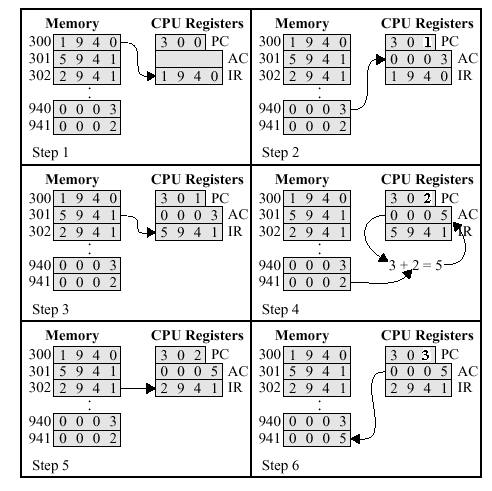 Memory CPU Registers
300 1 9 4 0 3 0 0 PC
301 5 9 4 1 AC
302 2 9 4 1 1 9 4 0 IR
:
940 0 0 0 3
941 0 0 0 2
Step 1
Memory CPU Registers
300 1 9 4 0 3 0 1 PC
301 5 9 4 1 0 0 0 3 AC
302 2 9 4 1 1 9 4 0 IR
:
940 0 0 0 3
941 0 0 0 2
Step 2
Memory CPU Registers
300 1 9 4 0 3 0 1 PC
301 5 9 4 1 0 0 0 3 AC
302 2 9 4 1 5 9 4 1 IR
:
940 0 0 0 3
941 0 0 0 2
Step 3
Memory CPU Registers
300 1 9 4 0 3 0 2 PC
301 5 9 4 1 0 0 0 5 AC
302 2 9 4 1 5 9 4 1 IR
:
940 0 0 0 3 3 + 2 = 5
941 0 0 0 2
Step 4
Memory CPU Registers
300 1 9 4 0 3 0 2 PC
301 5 9 4 1 0 0 0 5 AC
302 2 9 4 1 2 9 4 1 IR
:
940 0 0 0 3
941 0 0 0 2
Step 5
Memory CPU Registers
300 1 9 4 0 3 0 3 PC
301 5 9 4 1 0 0 0 5 AC
302 2 9 4 1 2 9 4 1 IR
:
940 0 0 0 3
941 0 0 0 5
Step 6